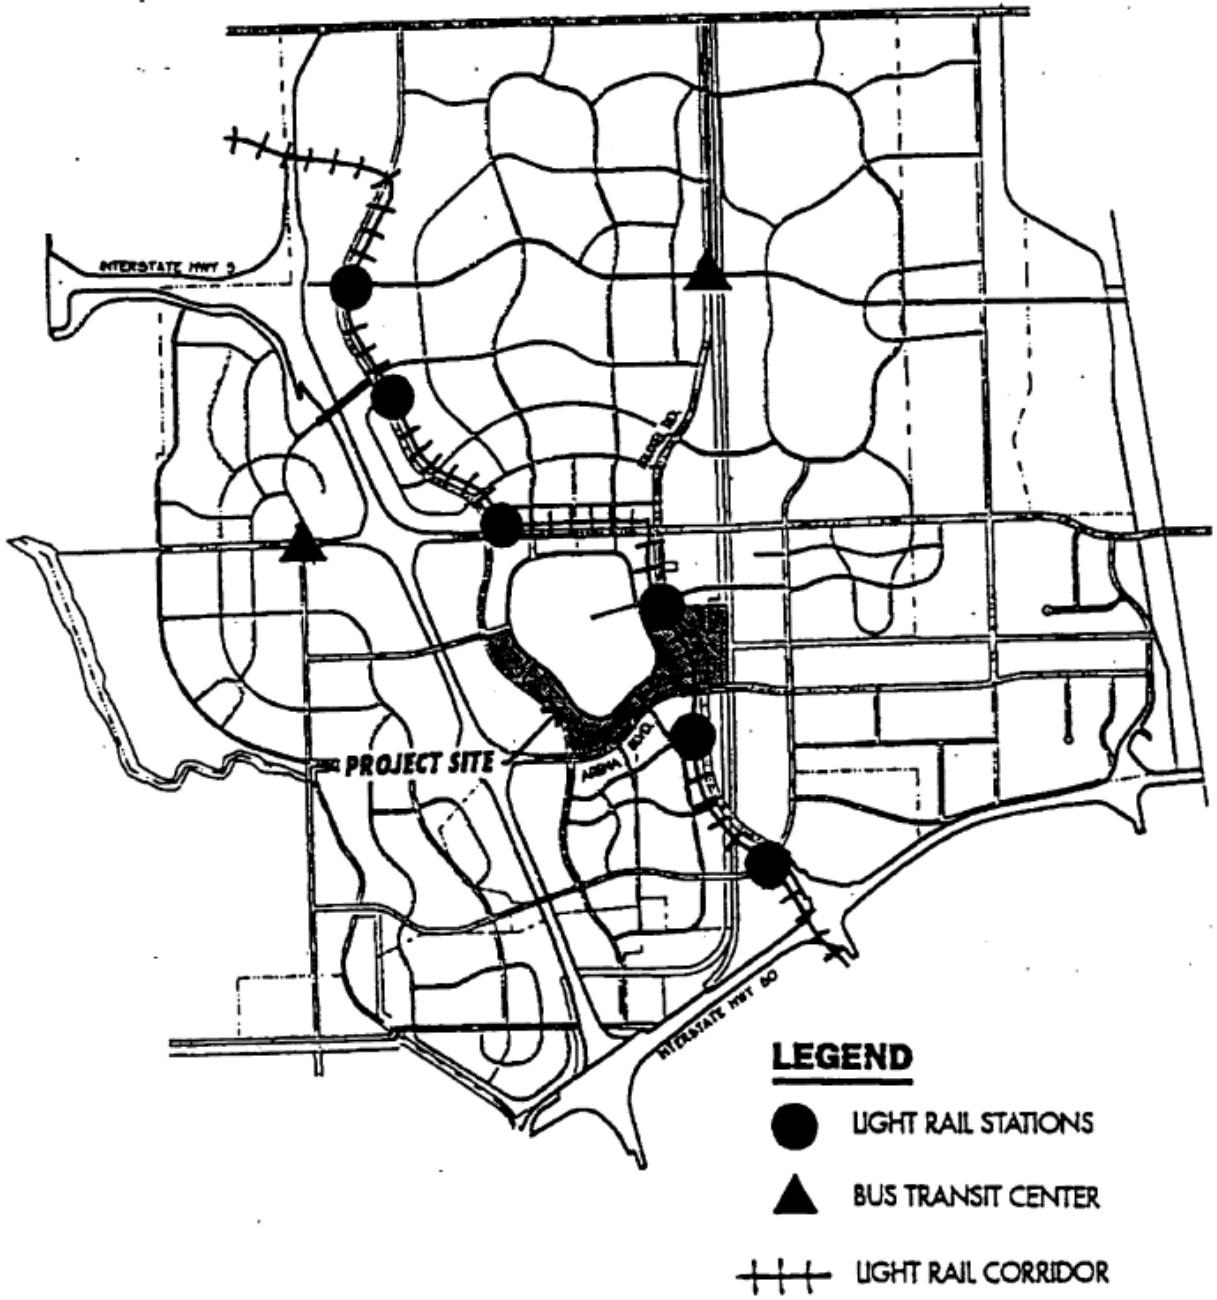 INTERSTATE HWY 5
BLVD.
PROJECT SITE
ARENA
BLVD.
INTERSTATE HWY 80
LEGEND
LIGHT RAIL STATIONS
BUS TRANSIT CENTER
LIGHT RAIL CORRIDOR